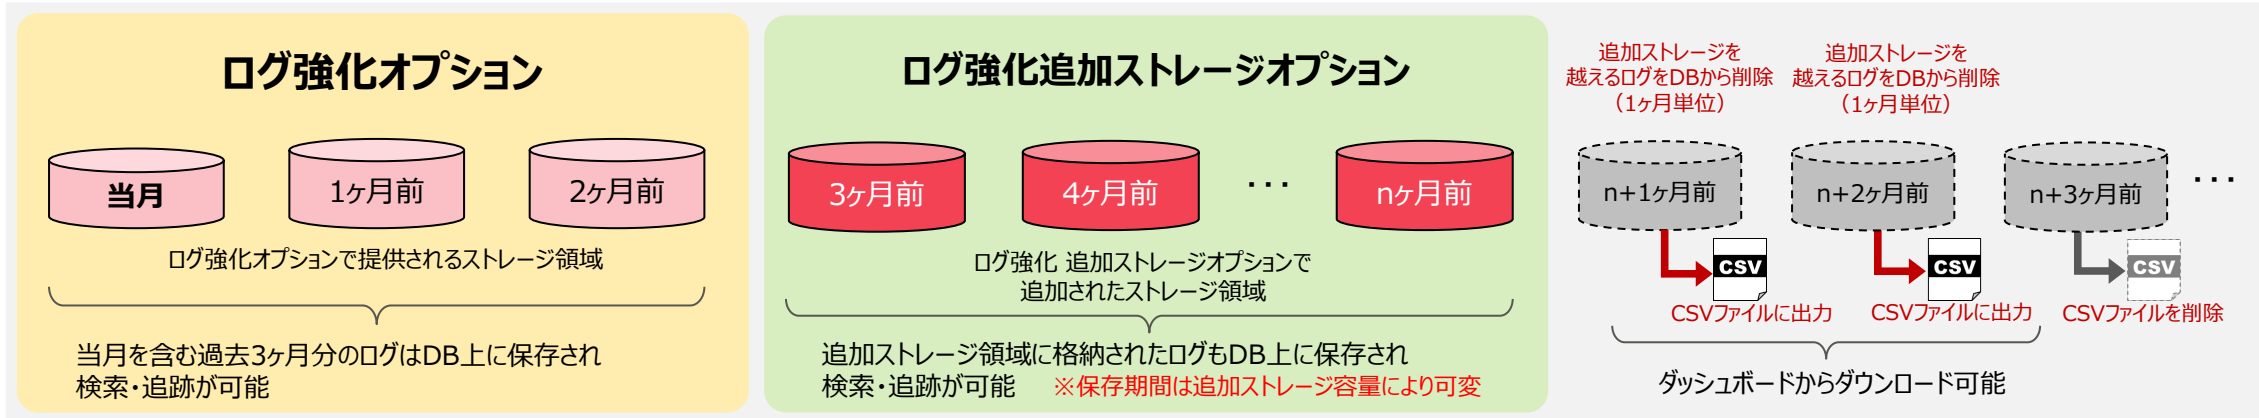 ログ強化オプション
当月
1ヶ月前
2ヶ月前
ログ強化オプションで提供されるストレージ領域
当月を含む過去3ヶ月分のログはDB上に保存され
検索・追跡が可能
ログ強化追加ストレージオプション
3ヶ月前
4ヶ月前
･･･
nヶ月前
ログ強化 追加ストレージオプションで
追加されたストレージ領域
追加ストレージ領域に格納されたログもDB上に保存され
検索・追跡が可能 ※保存期間は追加ストレージ容量により可変
追加ストレージを
越えるログをDBから削除
（1ヶ月単位）
追加ストレージを
越えるログをDBから削除
（1ヶ月単位）
n+1ヶ月前
n+2ヶ月前
n+3ヶ月前
･･･
CSV
CSV
CSV
CSVファイルに出力
CSVファイルに出力
CSVファイルを削除
ダッシュボードからダウンロード可能